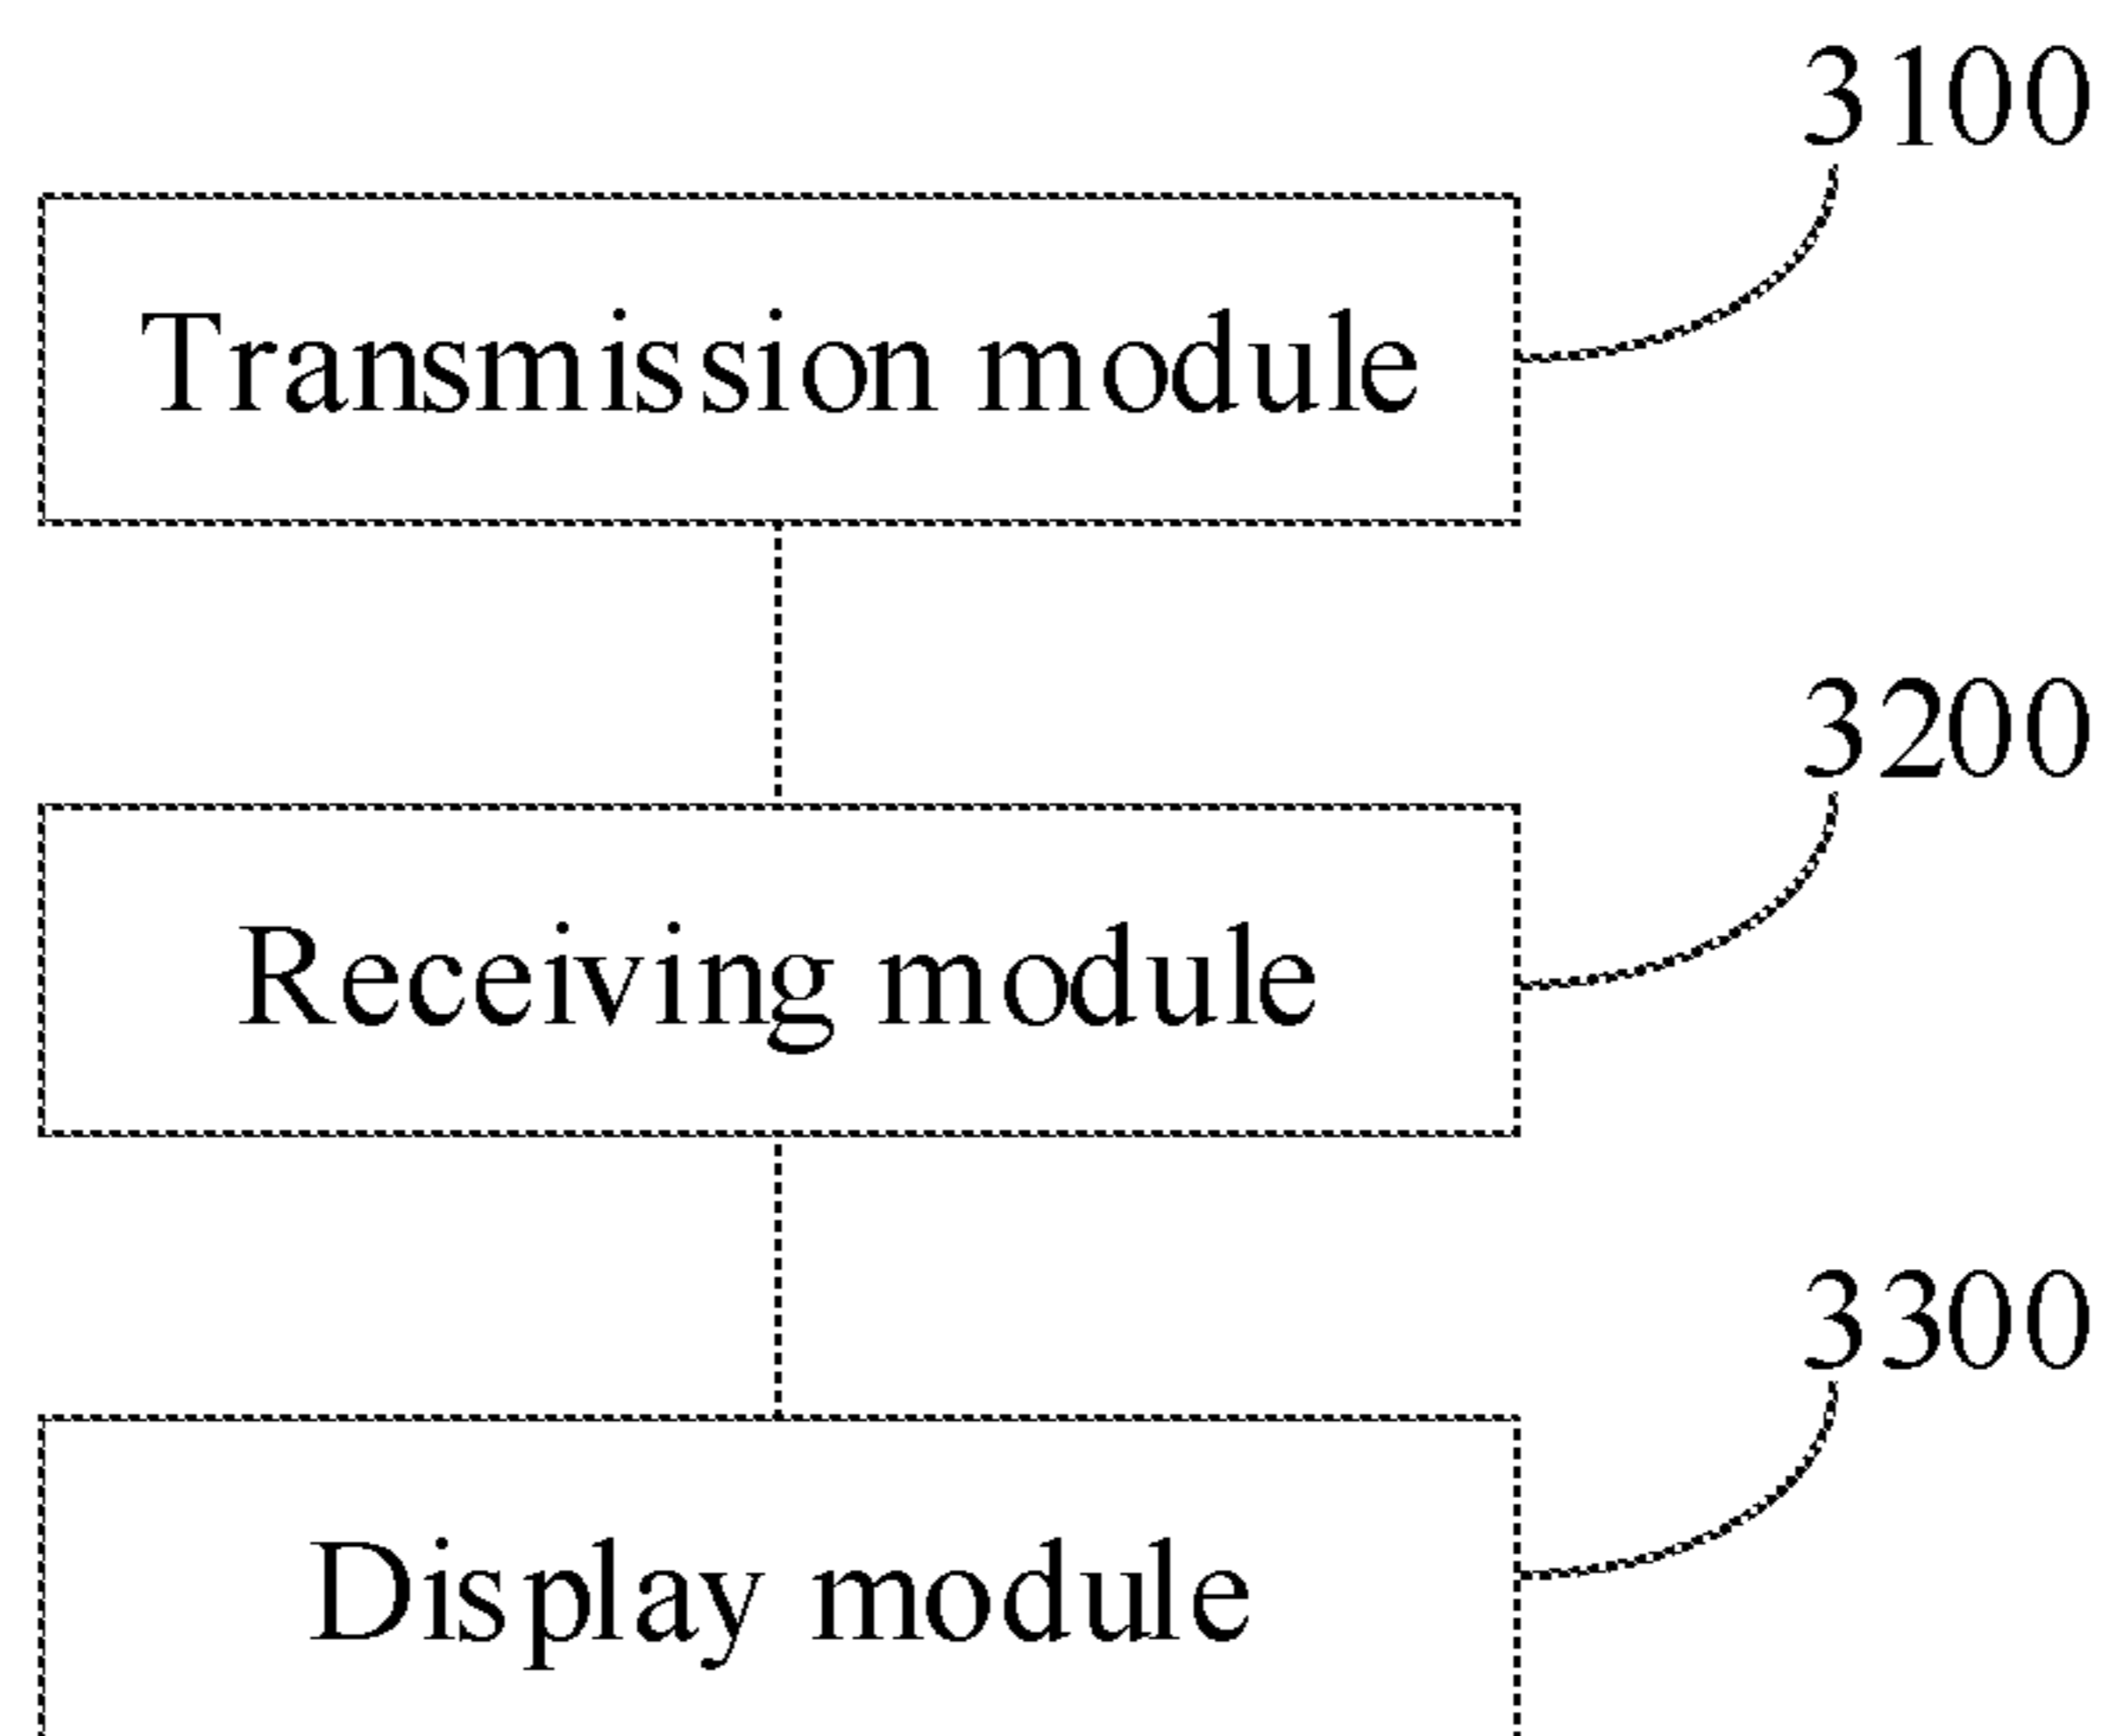 3100
Transmission module
3200
Receiving module
3300
Display module